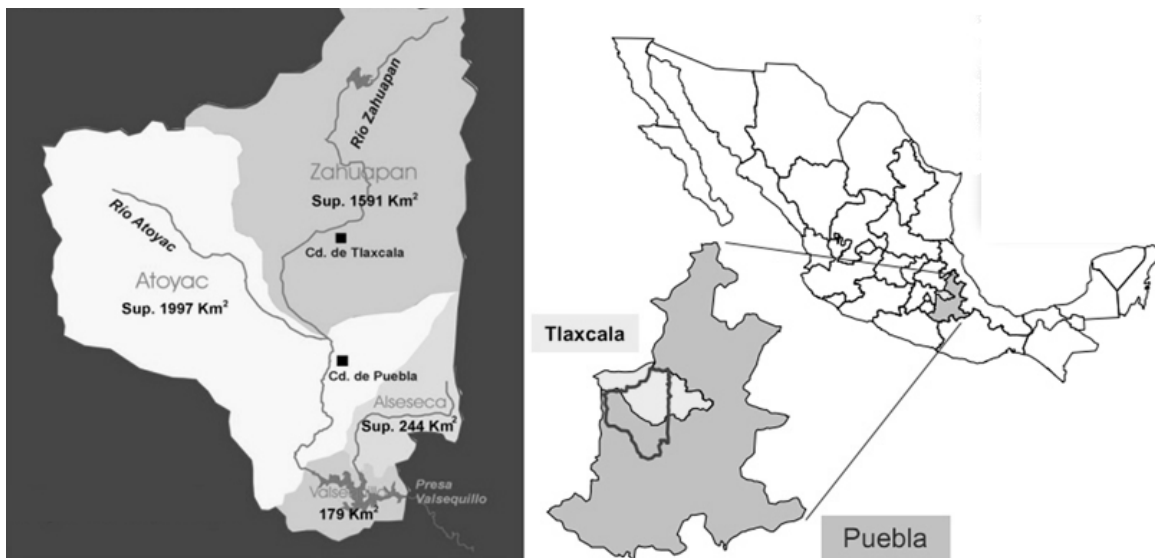 Río Zahuapan
Zahuapan
Sup. 1591 Km²
Río Atoyac
Cd. de Tlaxcala
Atoyac
Sup. 1997 Km²
Cd. de Puebla
Alseseca
Sup. 244 Km²
Valsequillo
179 Km²
Presa
Valsequillo
Tlaxcala
Puebla